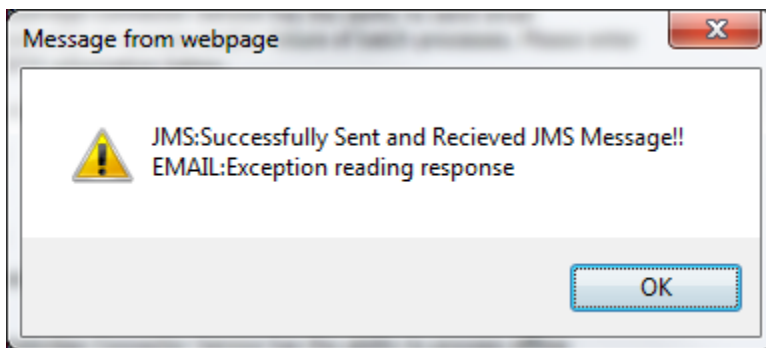 Message from webpage
JMS:Successfully Sent and Recieved JMS Message!!
EMAIL:Exception reading response
OK